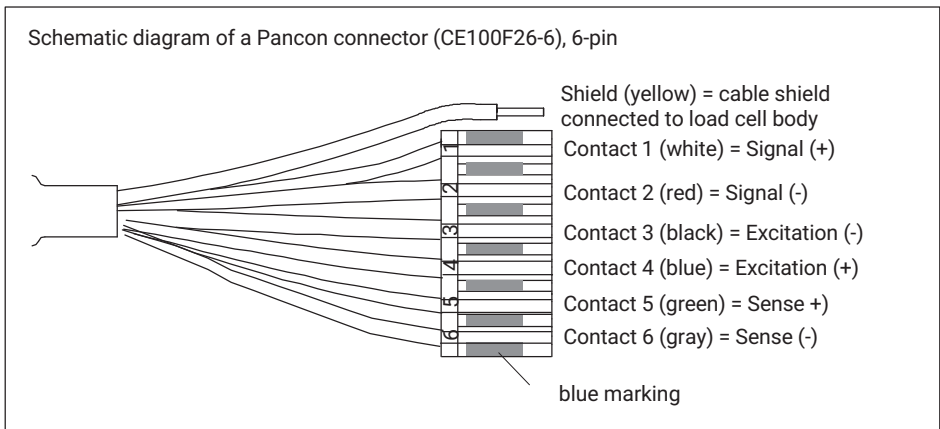 Schematic diagram of a Pancon connector (CE100F26-6), 6-pin
Shield (yellow) = cable shield
connected to load cell body
1
Contact 1 (white) = Signal (+)
2
Contact 2 (red) = Signal (-)
3
Contact 3 (black) = Excitation (-)
4
Contact 4 (blue) = Excitation (+)
5
Contact 5 (green) = Sense +)
6
Contact 6 (gray) = Sense (-)
blue marking